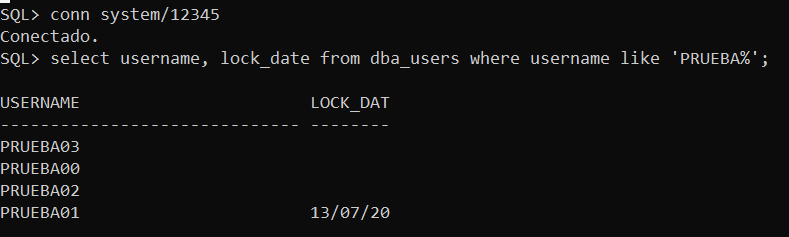 SQL> conn system/12345
Conectado.
SQL> select username, lock_date from dba_users where username like 'PRUEBA%';
USERNAME                       LOCK_DAT
------------------------------ --------
PRUEBA03
PRUEBA00
PRUEBA02
PRUEBA01                       13/07/20